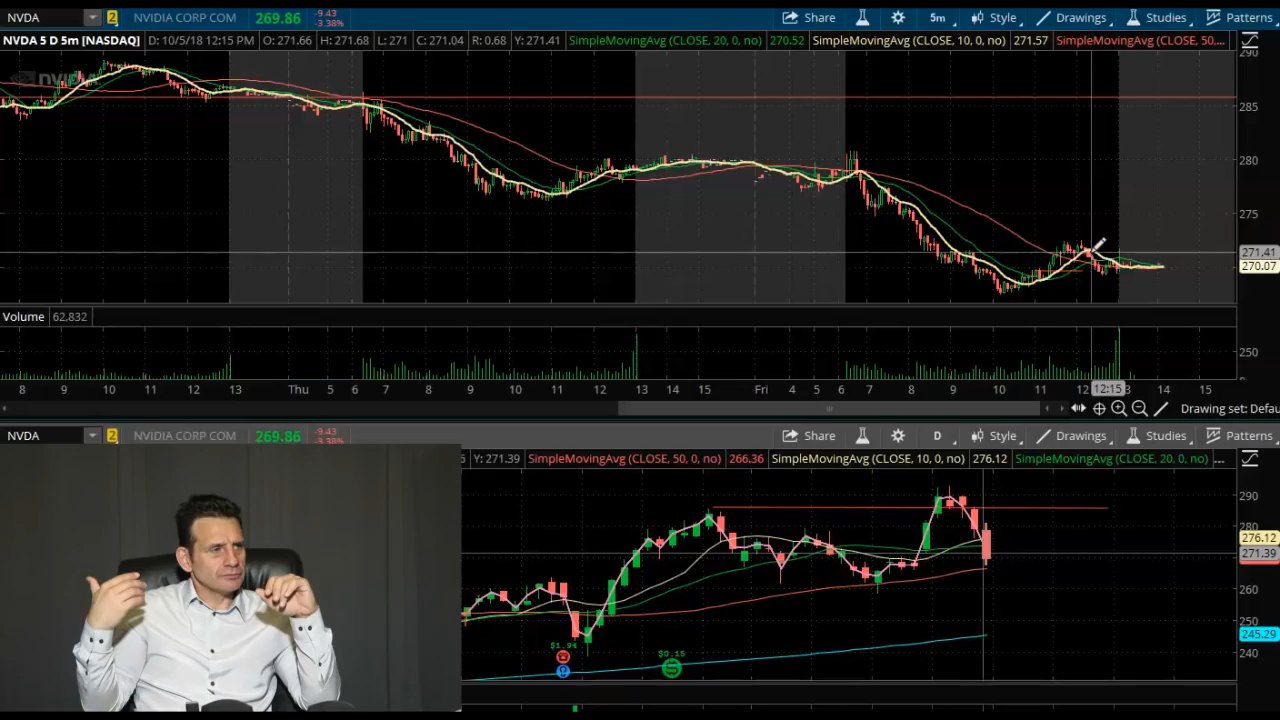 NVDA 2 NVIDIA CORP COM 269.86 -9.43 -3.38% Share 5m Style Drawings Studies Patterns
NVDA 5 D 5m [NASDAQ] D: 10/5/18 12:15 PM O: 271.66 H: 271.68 L: 271 C: 271.04 R: 0.68 Y: 271.41 SimpleMovingAvg (CLOSE, 20, 0, no) 270.52 SimpleMovingAvg (CLOSE, 10, 0, no) 271.57 SimpleMovingAvg (CLOSE, 50,...
290
285
280
275
271.41
270.07
Volume 62,832
250
8 9 10 11 12 13 Thu 5 6 7 8 9 10 11 12 13 14 15 Fri 4 5 6 7 8 9 10 11 12 12:15 3 14 15
Drawing set: Defau
NVDA 2 NVIDIA CORP COM 269.86 -9.43 -3.38% Share D Style Drawings Studies Patterns
6 Y: 271.39 SimpleMovingAvg (CLOSE, 50, 0, no) 266.36 SimpleMovingAvg (CLOSE, 10, 0, no) 276.12 SimpleMovingAvg (CLOSE, 20, 0, no) ...
290
280
276.12
271.39
260
250
245.29
240
$1.94
$0.15